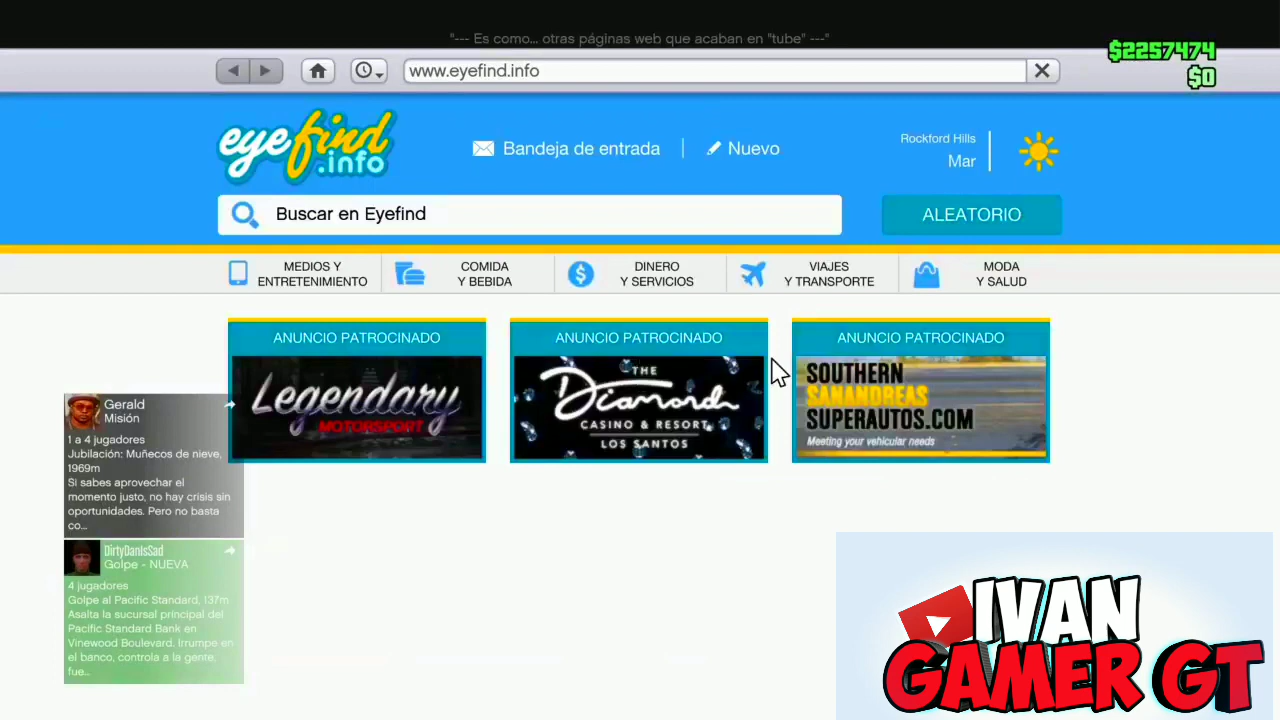 "--- Es como... otras páginas web que acaban en "tube" ---"
$2257474
$0
www.eyefind.info
eyefind
.info
Bandeja de entrada
Nuevo
Rockford Hills
Mar
Buscar en Eyefind
ALEATORIO
MEDIOS Y
ENTRETENIMIENTO
COMIDA
Y BEBIDA
DINERO
Y SERVICIOS
VIAJES
Y TRANSPORTE
MODA
Y SALUD
ANUNCIO PATROCINADO
Legendary
MOTORSPORT
ANUNCIO PATROCINADO
THE
Diamond
CASINO & RESORT
LOS SANTOS
ANUNCIO PATROCINADO
SOUTHERN
SANANDREAS
SUPERAUTOS.COM
Meeting your vehicular needs
Gerald
Misión
1 a 4 jugadores
Jubilación: Muñecos de nieve,
1969m
Si sabes aprovechar el
momento justo, no hay crisis sin
oportunidades. Pero no basta
co...
DirtyDanIsSad
Golpe - NUEVA
4 jugadores
Golpe al Pacific Standard, 137m
Asalta la sucursal principal del
Pacific Standard Bank en
Vinewood Boulevard. Irrumpe en
el banco, controla a la gente,
fue...
IVAN
GAMER GT